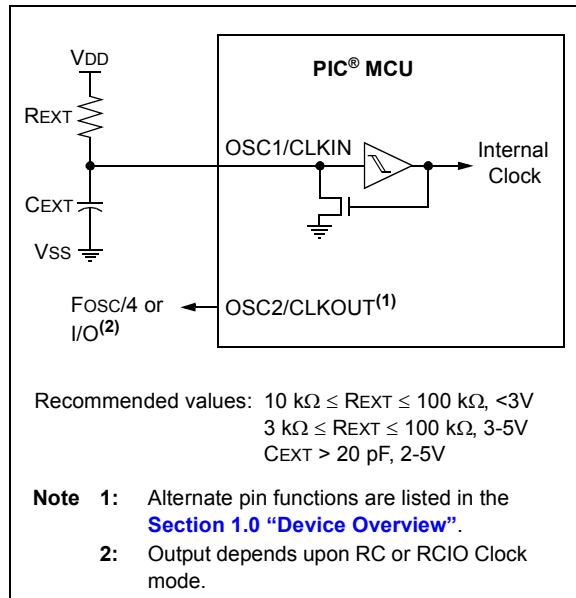 VDD
PIC® MCU
REXT
OSC1/CLKIN
Internal
Clock
CEXT
VSS
FOSC/4 or
I/O(2)
OSC2/CLKOUT(1)
Recommended values: 10 kΩ ≤ REXT ≤ 100 kΩ, <3V
3 kΩ ≤ REXT ≤ 100 kΩ, 3-5V
CEXT > 20 pF, 2-5V
Note 1: Alternate pin functions are listed in the
Section 1.0 “Device Overview”.
2: Output depends upon RC or RCIO Clock
mode.